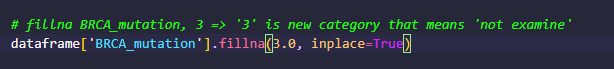 # fillna BRCA_mutation, 3 => '3' is new category that means 'not examine'
dataframe['BRCA_mutation'].fillna(3.0, inplace=True)